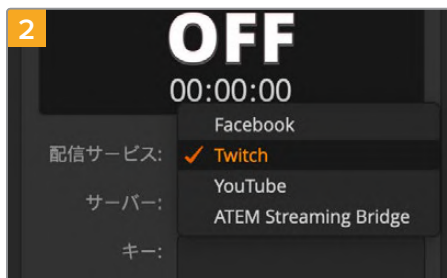 2
OFF
00:00:00
Facebook
配信サービス: ✓ Twitch
YouTube
サーバー:
ATEM Streaming Bridge
キー: